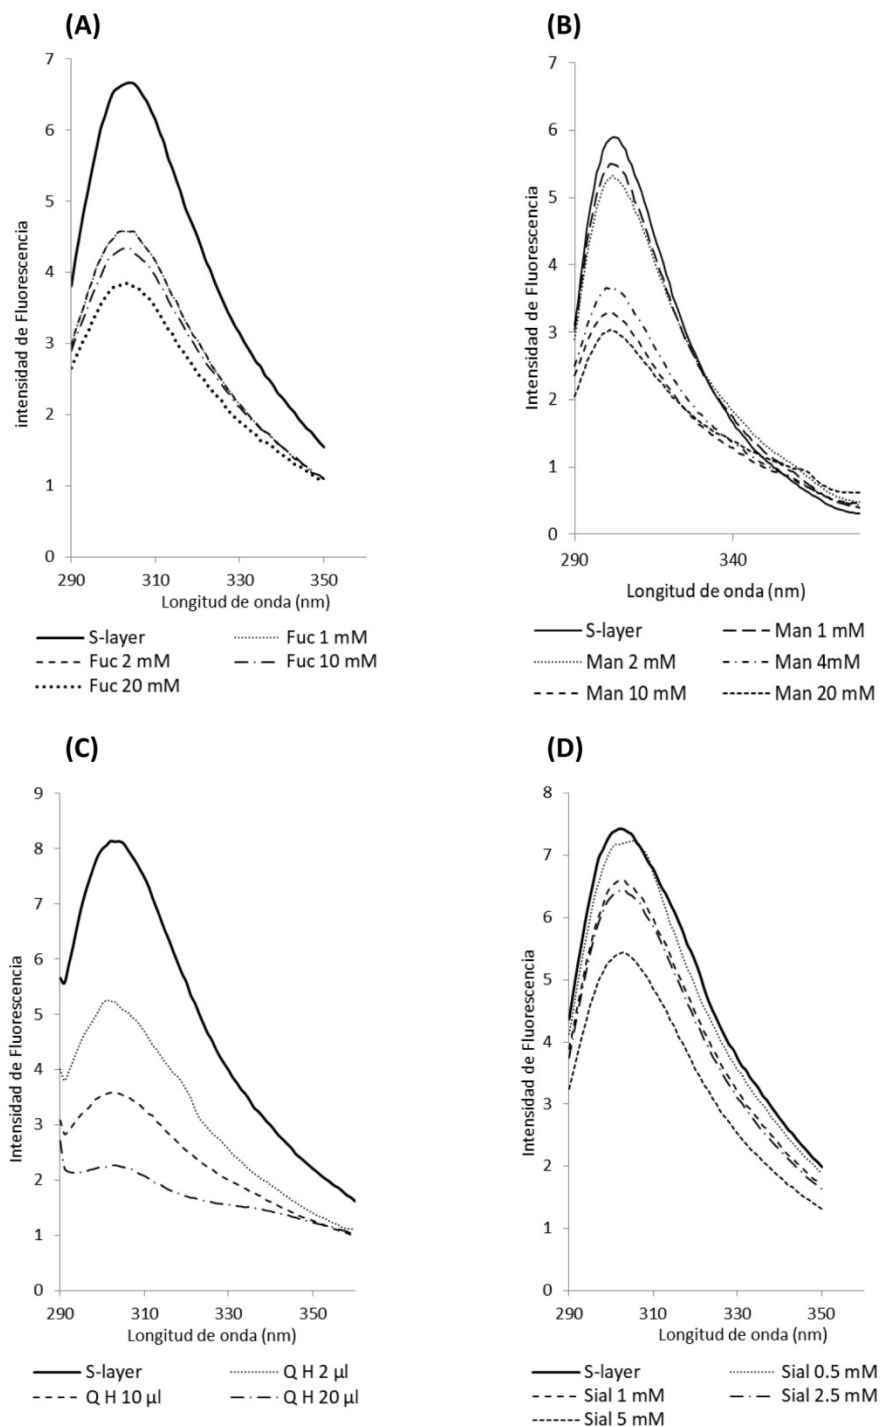 (A)
7
6
5
4
3
2
1
0
290
310
330
350
intensidad de Fluorescencia
Longitud de onda (nm)
S-layer
Fuc 1 mM
Fuc 2 mM
Fuc 10 mM
Fuc 20 mM
(B)
7
6
5
4
3
2
1
0
290
340
Intensidad de Fluorescencia
Longitud de onda (nm)
S-layer
Man 1 mM
Man 2 mM
Man 4mM
Man 10 mM
Man 20 mM
(C)
9
8
7
6
5
4
3
2
1
0
290
310
330
350
Intensidad de Fluorescencia
Longitud de onda (nm)
S-layer
Q H 2 µl
Q H 10 µl
Q H 20 µl
(D)
8
7
6
5
4
3
2
1
0
290
310
330
350
Intensidad de Fluorescencia
Longitud de onda (nm)
S-layer
Sial 0.5 mM
Sial 1 mM
Sial 2.5 mM
Sial 5 mM